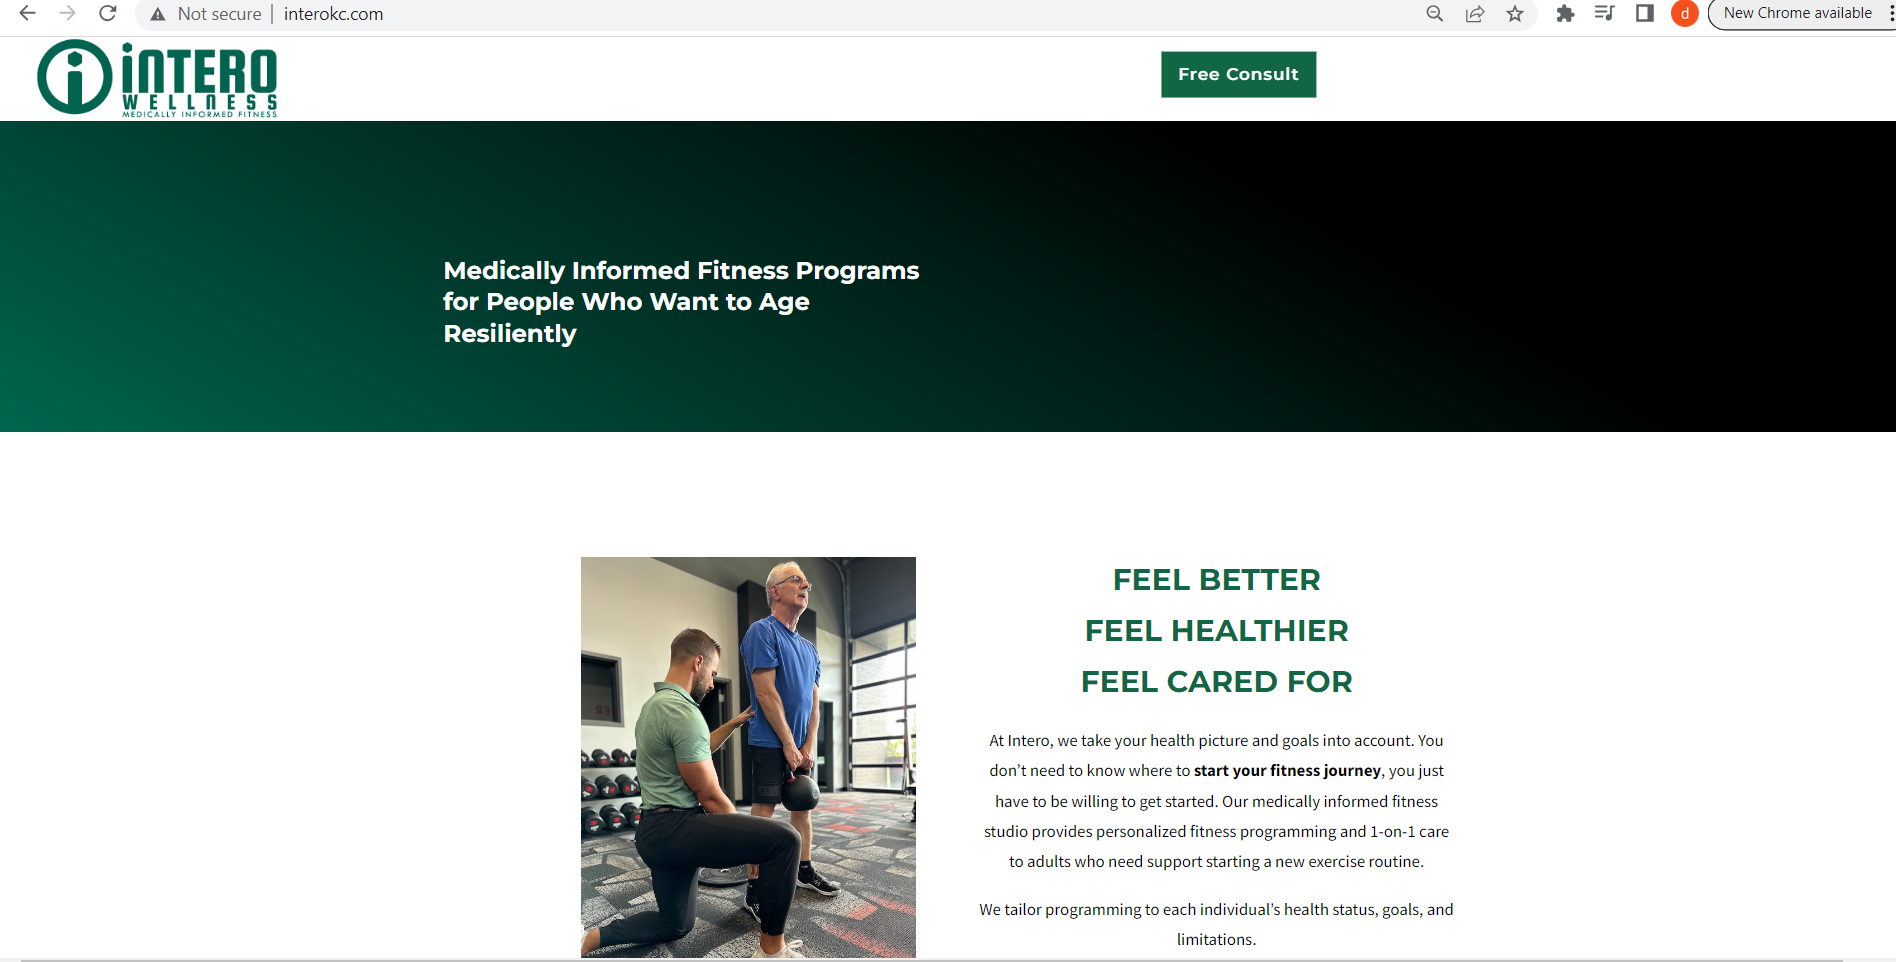 Not secure
interokc.com
d
New Chrome available
iNTERO
WELLNESS
MEDICALLY INFORMED FITNESS
Free Consult
Medically Informed Fitness Programs
for People Who Want to Age
Resiliently
FEEL BETTER
FEEL HEALTHIER
FEEL CARED FOR
At Intero, we take your health picture and goals into account. You
don’t need to know where to start your fitness journey, you just
have to be willing to get started. Our medically informed fitness
studio provides personalized fitness programming and 1-on-1 care
to adults who need support starting a new exercise routine.
We tailor programming to each individual’s health status, goals, and
limitations.